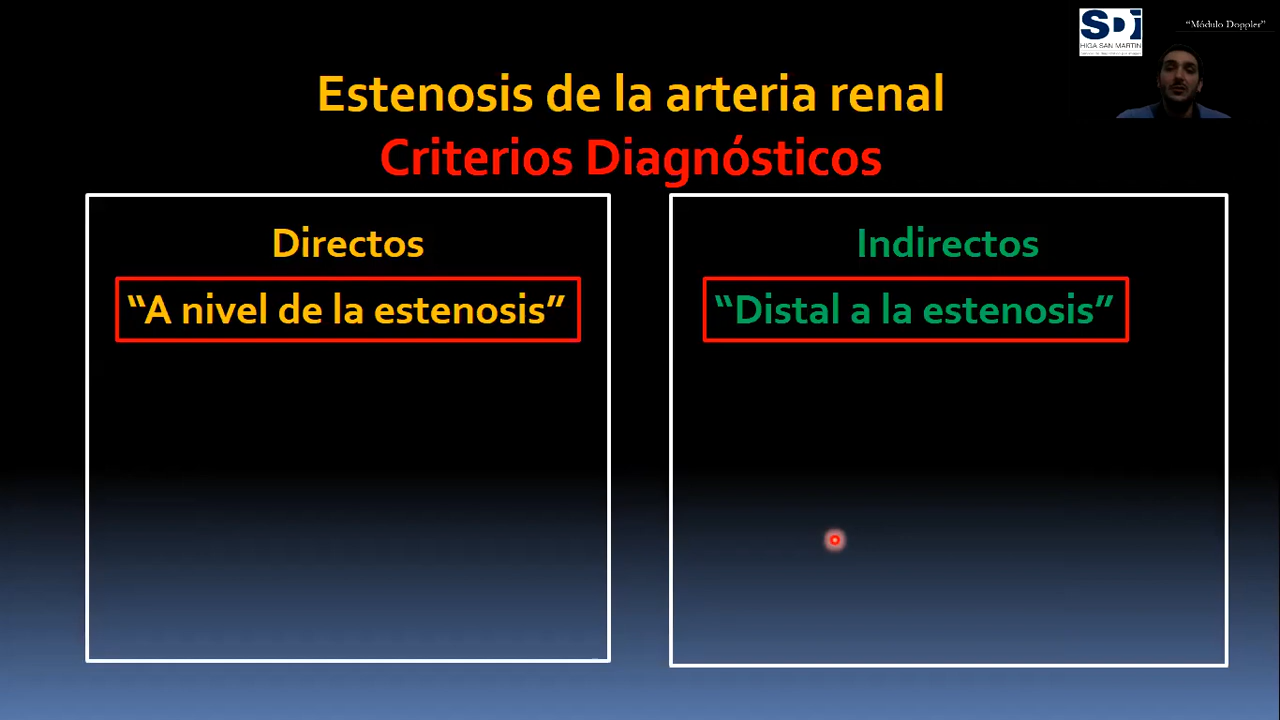 SDi
HIGA SAN MARTIN
“Módulo Doppler”
Estenosis de la arteria renal
Criterios Diagnósticos
Directos
“A nivel de la estenosis”
Indirectos
“Distal a la estenosis”